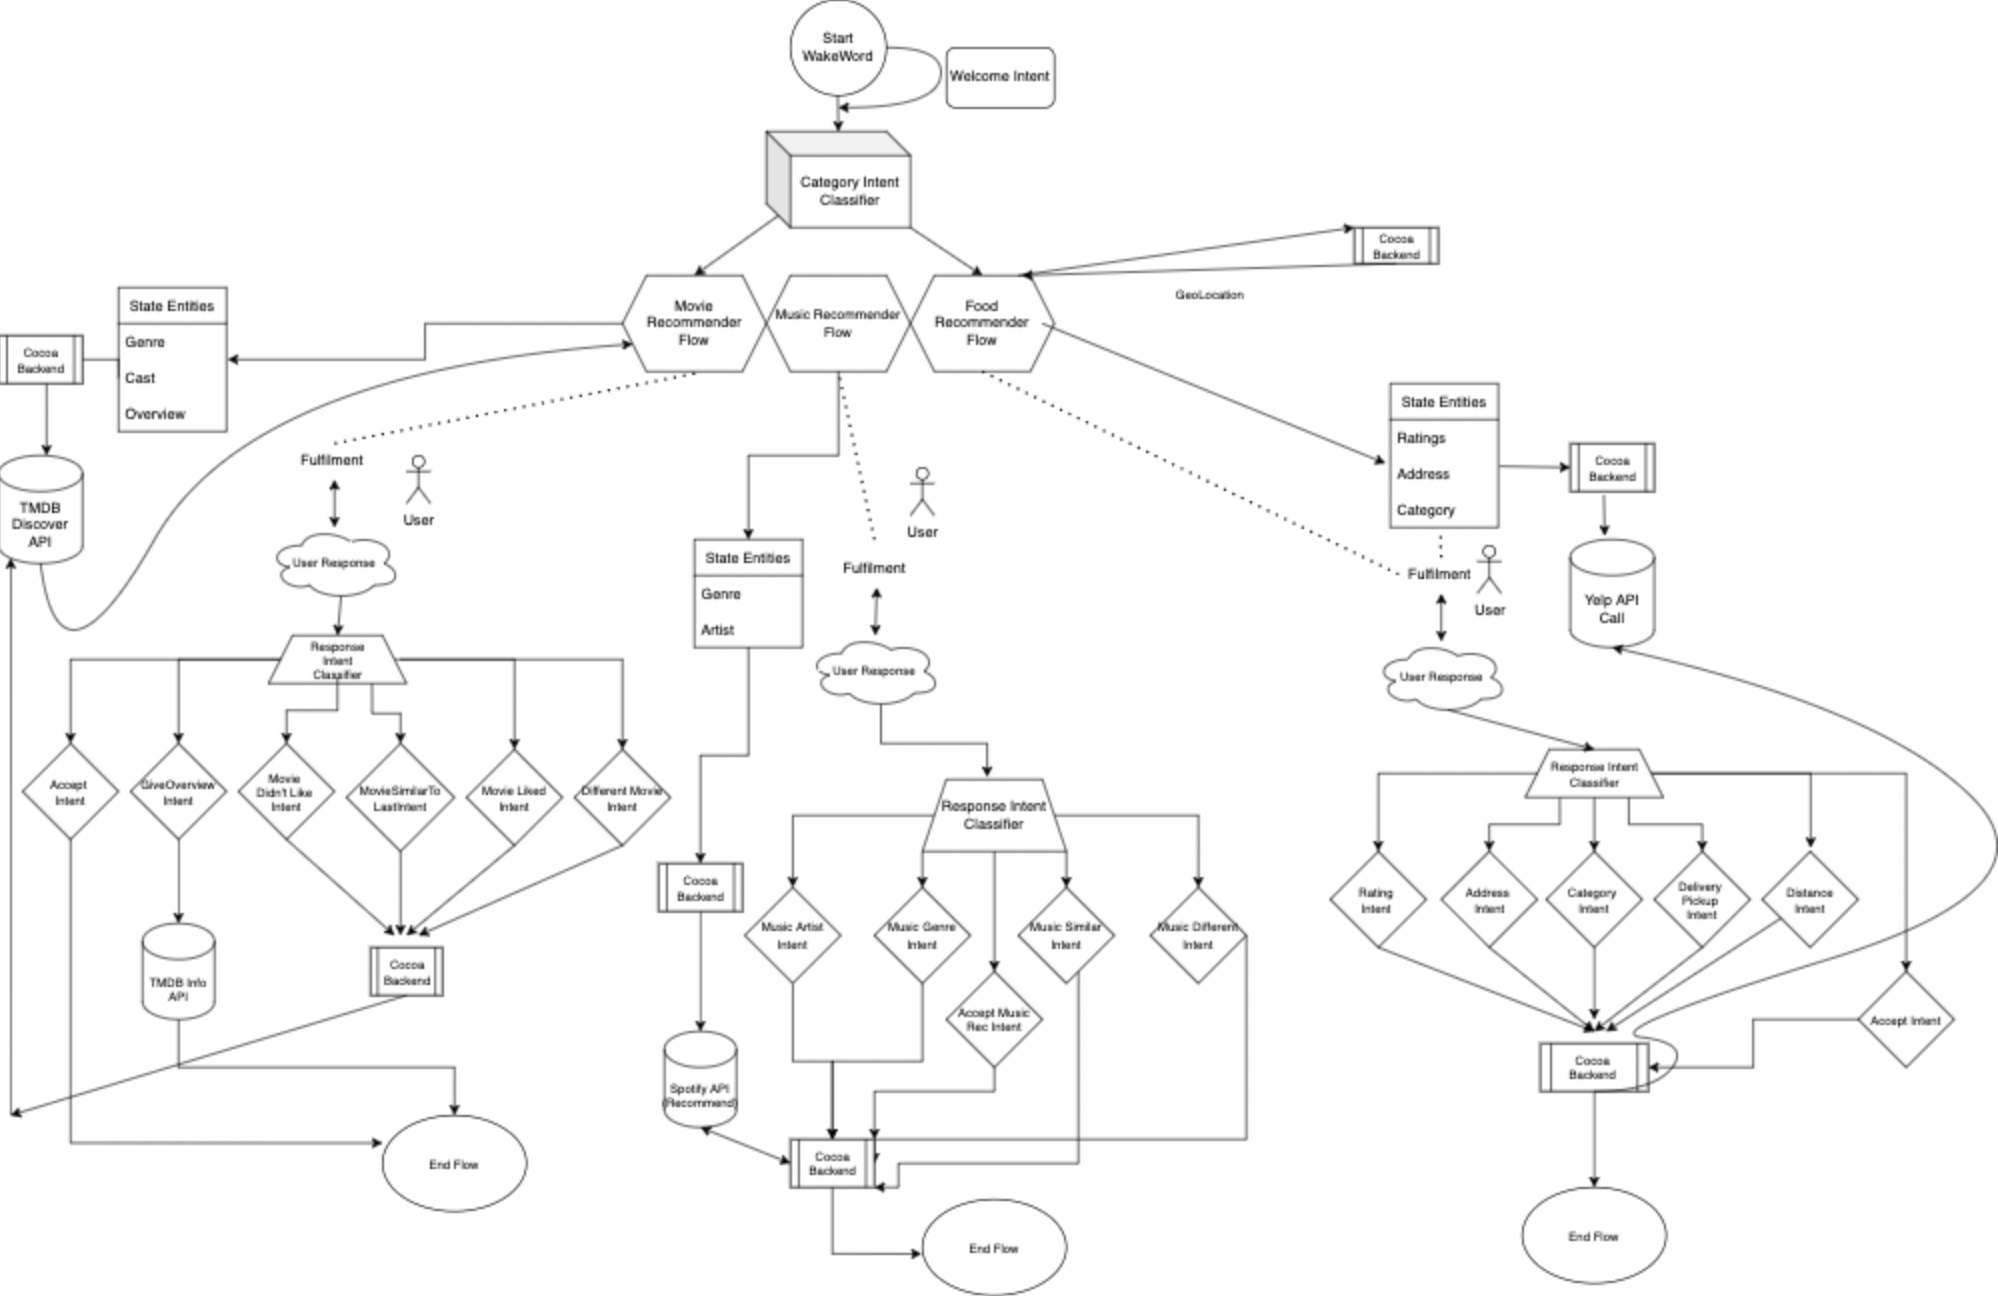 Start
WakeWord
Welcome Intent
Category Intent
Classifier
Cocoa
Backend
GeoLocation
Movie
Recommender
Flow
Music Recommender
Flow
Food
Recommender
Flow
State Entities
Genre
Cast
Overview
Cocoa
Backend
TMDB
Discover
API
Fulfilment
User
User Response
Response
Intent
Classifier
Accept
Intent
GiveOverview
Intent
Movie
Didn't Like
Intent
MovieSimilarTo
LastIntent
Movie Liked
Intent
Different Movie
Intent
TMDB Info
API
Cocoa
Backend
End Flow
State Entities
Genre
Artist
Fulfilment
User
User Response
Response Intent
Classifier
Cocoa
Backend
Music Artist
Intent
Music Genre
Intent
Music Similar
Intent
Music Different
Intent
Accept Music
Rec Intent
Spotify API
(Recommend)
Cocoa
Backend
End Flow
State Entities
Ratings
Address
Category
Cocoa
Backend
Yelp API
Call
Fulfilment
User
User Response
Response Intent
Classifier
Rating
Intent
Address
Intent
Category
Intent
Delivery
Pickup
Intent
Distance
Intent
Accept Intent
Cocoa
Backend
End Flow